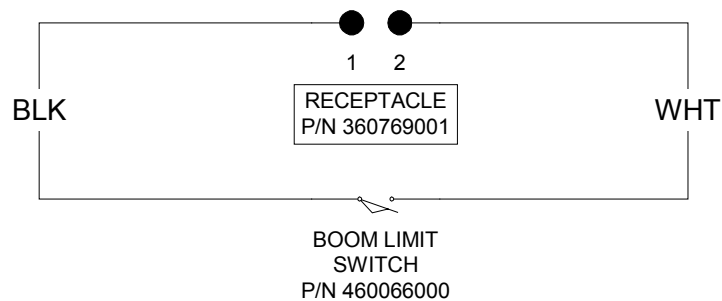 1 2
RECEPTACLE
P/N 360769001
BLK
WHT
BOOM LIMIT
SWITCH
P/N 460066000